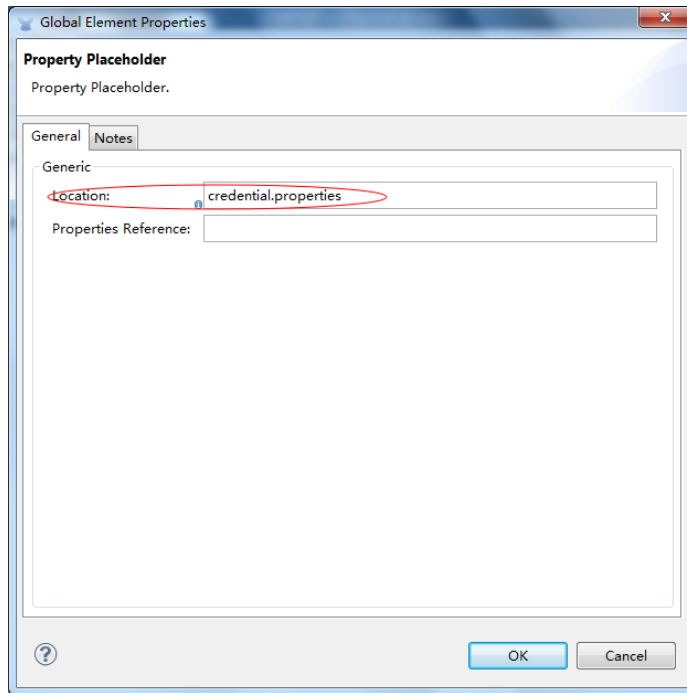 Global Element Properties
Property Placeholder
Property Placeholder.
General Notes
Generic
Location: credential.properties
Properties Reference:
OK Cancel